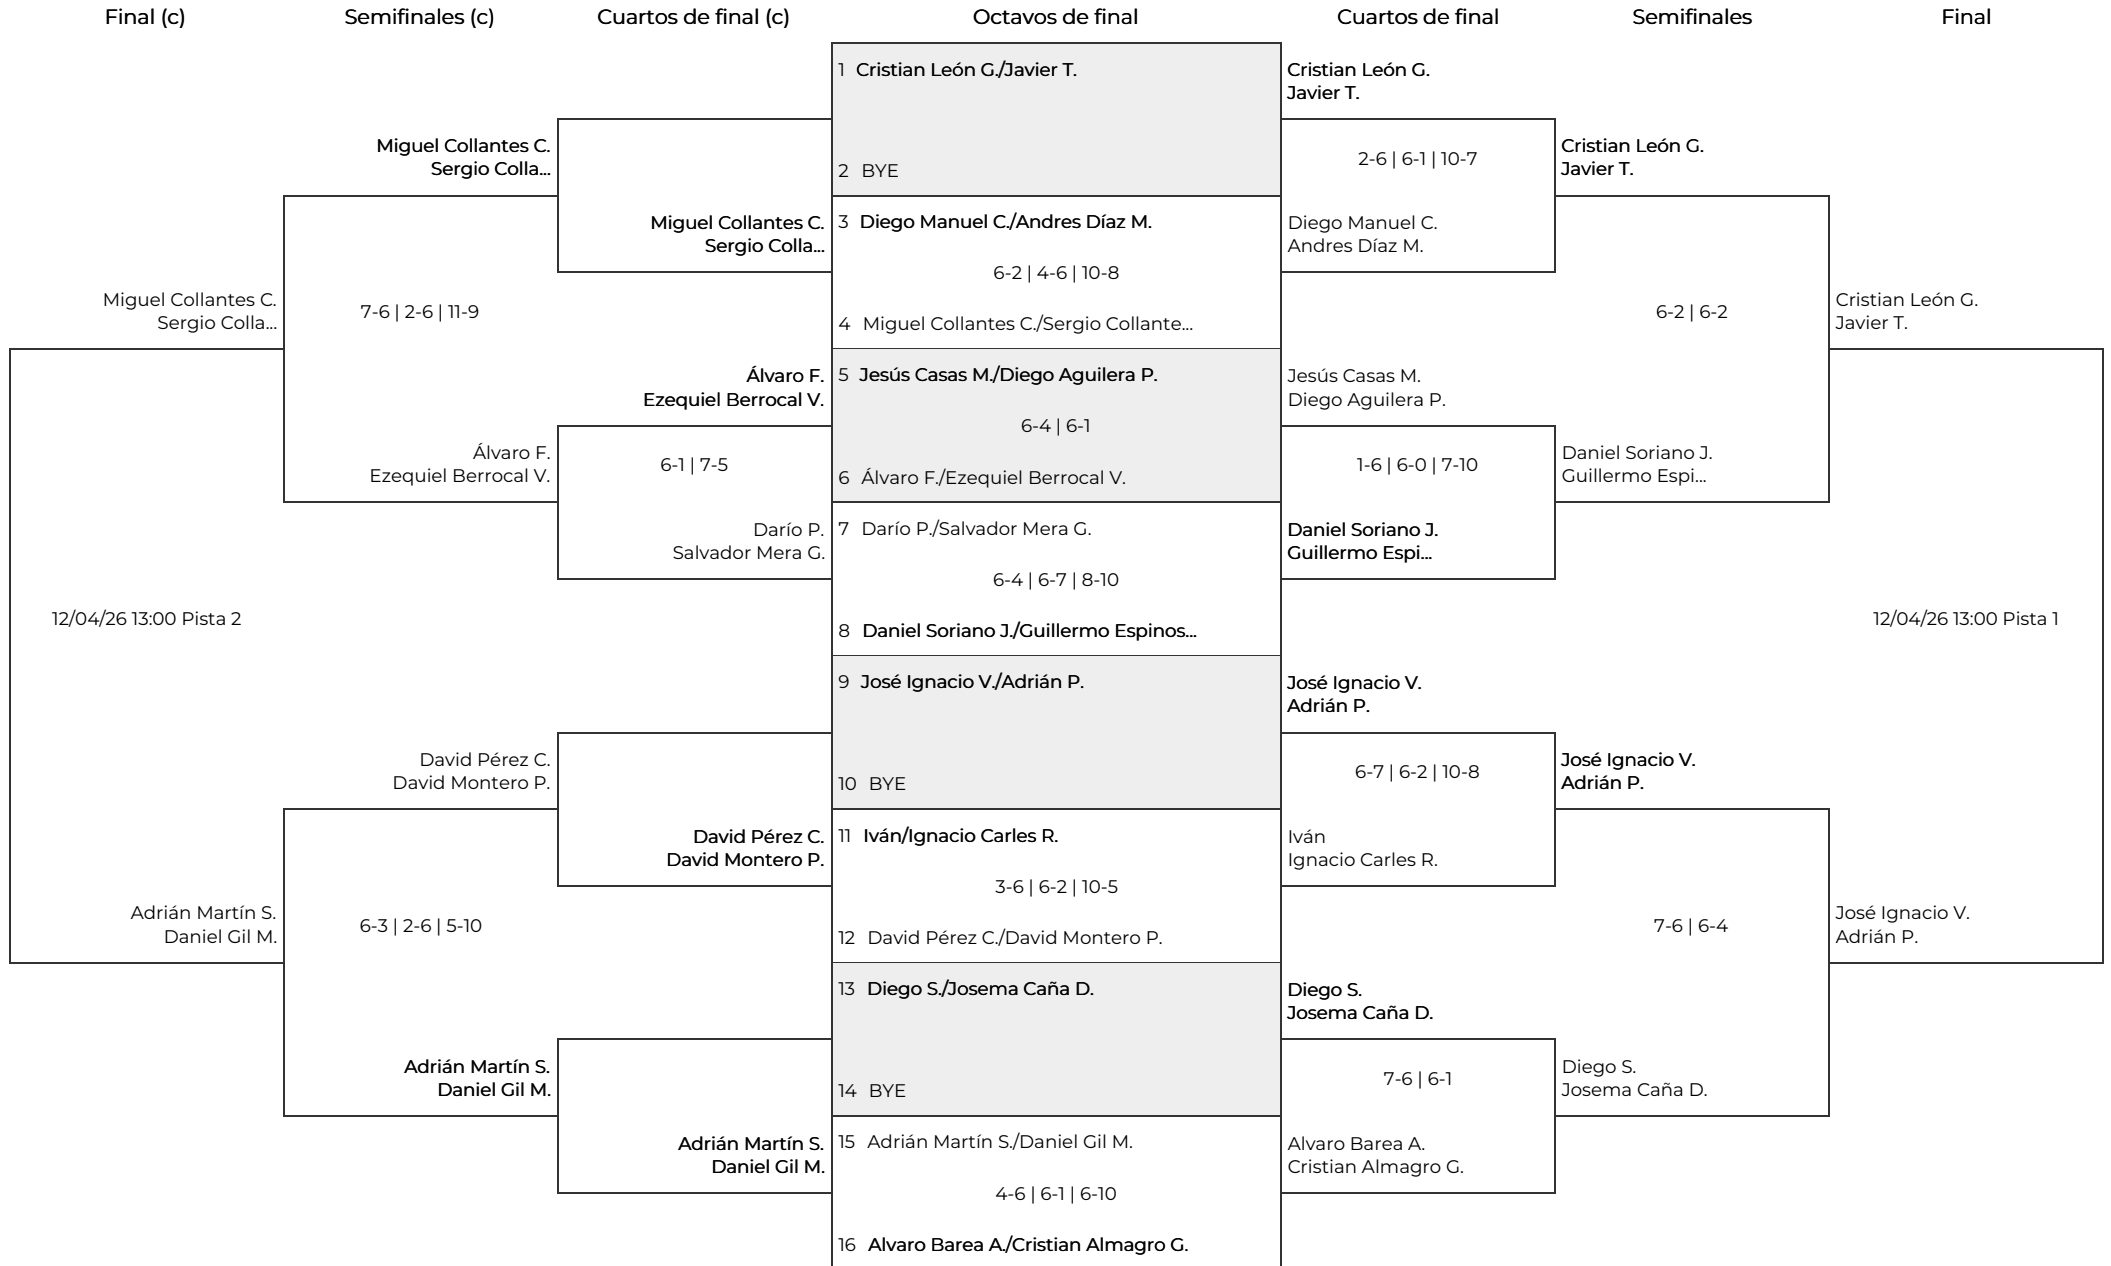 Final (c)
Semifinales (c)
Cuartos de final (c)
Octavos de final
Cuartos de final
Semifinales
Final
Miguel Collantes C.
Sergio Colla...
Adrián Martín S.
Daniel Gil M.
12/04/26 13:00 Pista 2
Miguel Collantes C.
Sergio Colla...
7-6 | 2-6 | 11-9
Álvaro F.
Ezequiel Berrocal V.
David Pérez C.
David Montero P.
6-3 | 2-6 | 5-10
Adrián Martín S.
Daniel Gil M.
Miguel Collantes C.
Sergio Colla...
Álvaro F.
Ezequiel Berrocal V.
6-1 | 7-5
Darío P.
Salvador Mera G.
David Pérez C.
David Montero P.
Adrián Martín S.
Daniel Gil M.
1 Cristian León G./Javier T.
2 BYE
3 Diego Manuel C./Andres Díaz M.
6-2 | 4-6 | 10-8
4 Miguel Collantes C./Sergio Collante...
5 Jesús Casas M./Diego Aguilera P.
6-4 | 6-1
6 Álvaro F./Ezequiel Berrocal V.
7 Darío P./Salvador Mera G.
6-4 | 6-7 | 8-10
8 Daniel Soriano J./Guillermo Espinos...
9 José Ignacio V./Adrián P.
10 BYE
11 Iván/Ignacio Carles R.
3-6 | 6-2 | 10-5
12 David Pérez C./David Montero P.
13 Diego S./Josema Caña D.
14 BYE
15 Adrián Martín S./Daniel Gil M.
4-6 | 6-1 | 6-10
16 Alvaro Barea A./Cristian Almagro G.
Cristian León G.
Javier T.
2-6 | 6-1 | 10-7
Diego Manuel C.
Andres Díaz M.
Jesús Casas M.
Diego Aguilera P.
1-6 | 6-0 | 7-10
Daniel Soriano J.
Guillermo Espi...
José Ignacio V.
Adrián P.
6-7 | 6-2 | 10-8
Iván
Ignacio Carles R.
Diego S.
Josema Caña D.
7-6 | 6-1
Alvaro Barea A.
Cristian Almagro G.
Cristian León G.
Javier T.
6-2 | 6-2
Daniel Soriano J.
Guillermo Espi...
José Ignacio V.
Adrián P.
7-6 | 6-4
Diego S.
Josema Caña D.
Cristian León G.
Javier T.
12/04/26 13:00 Pista 1
José Ignacio V.
Adrián P.